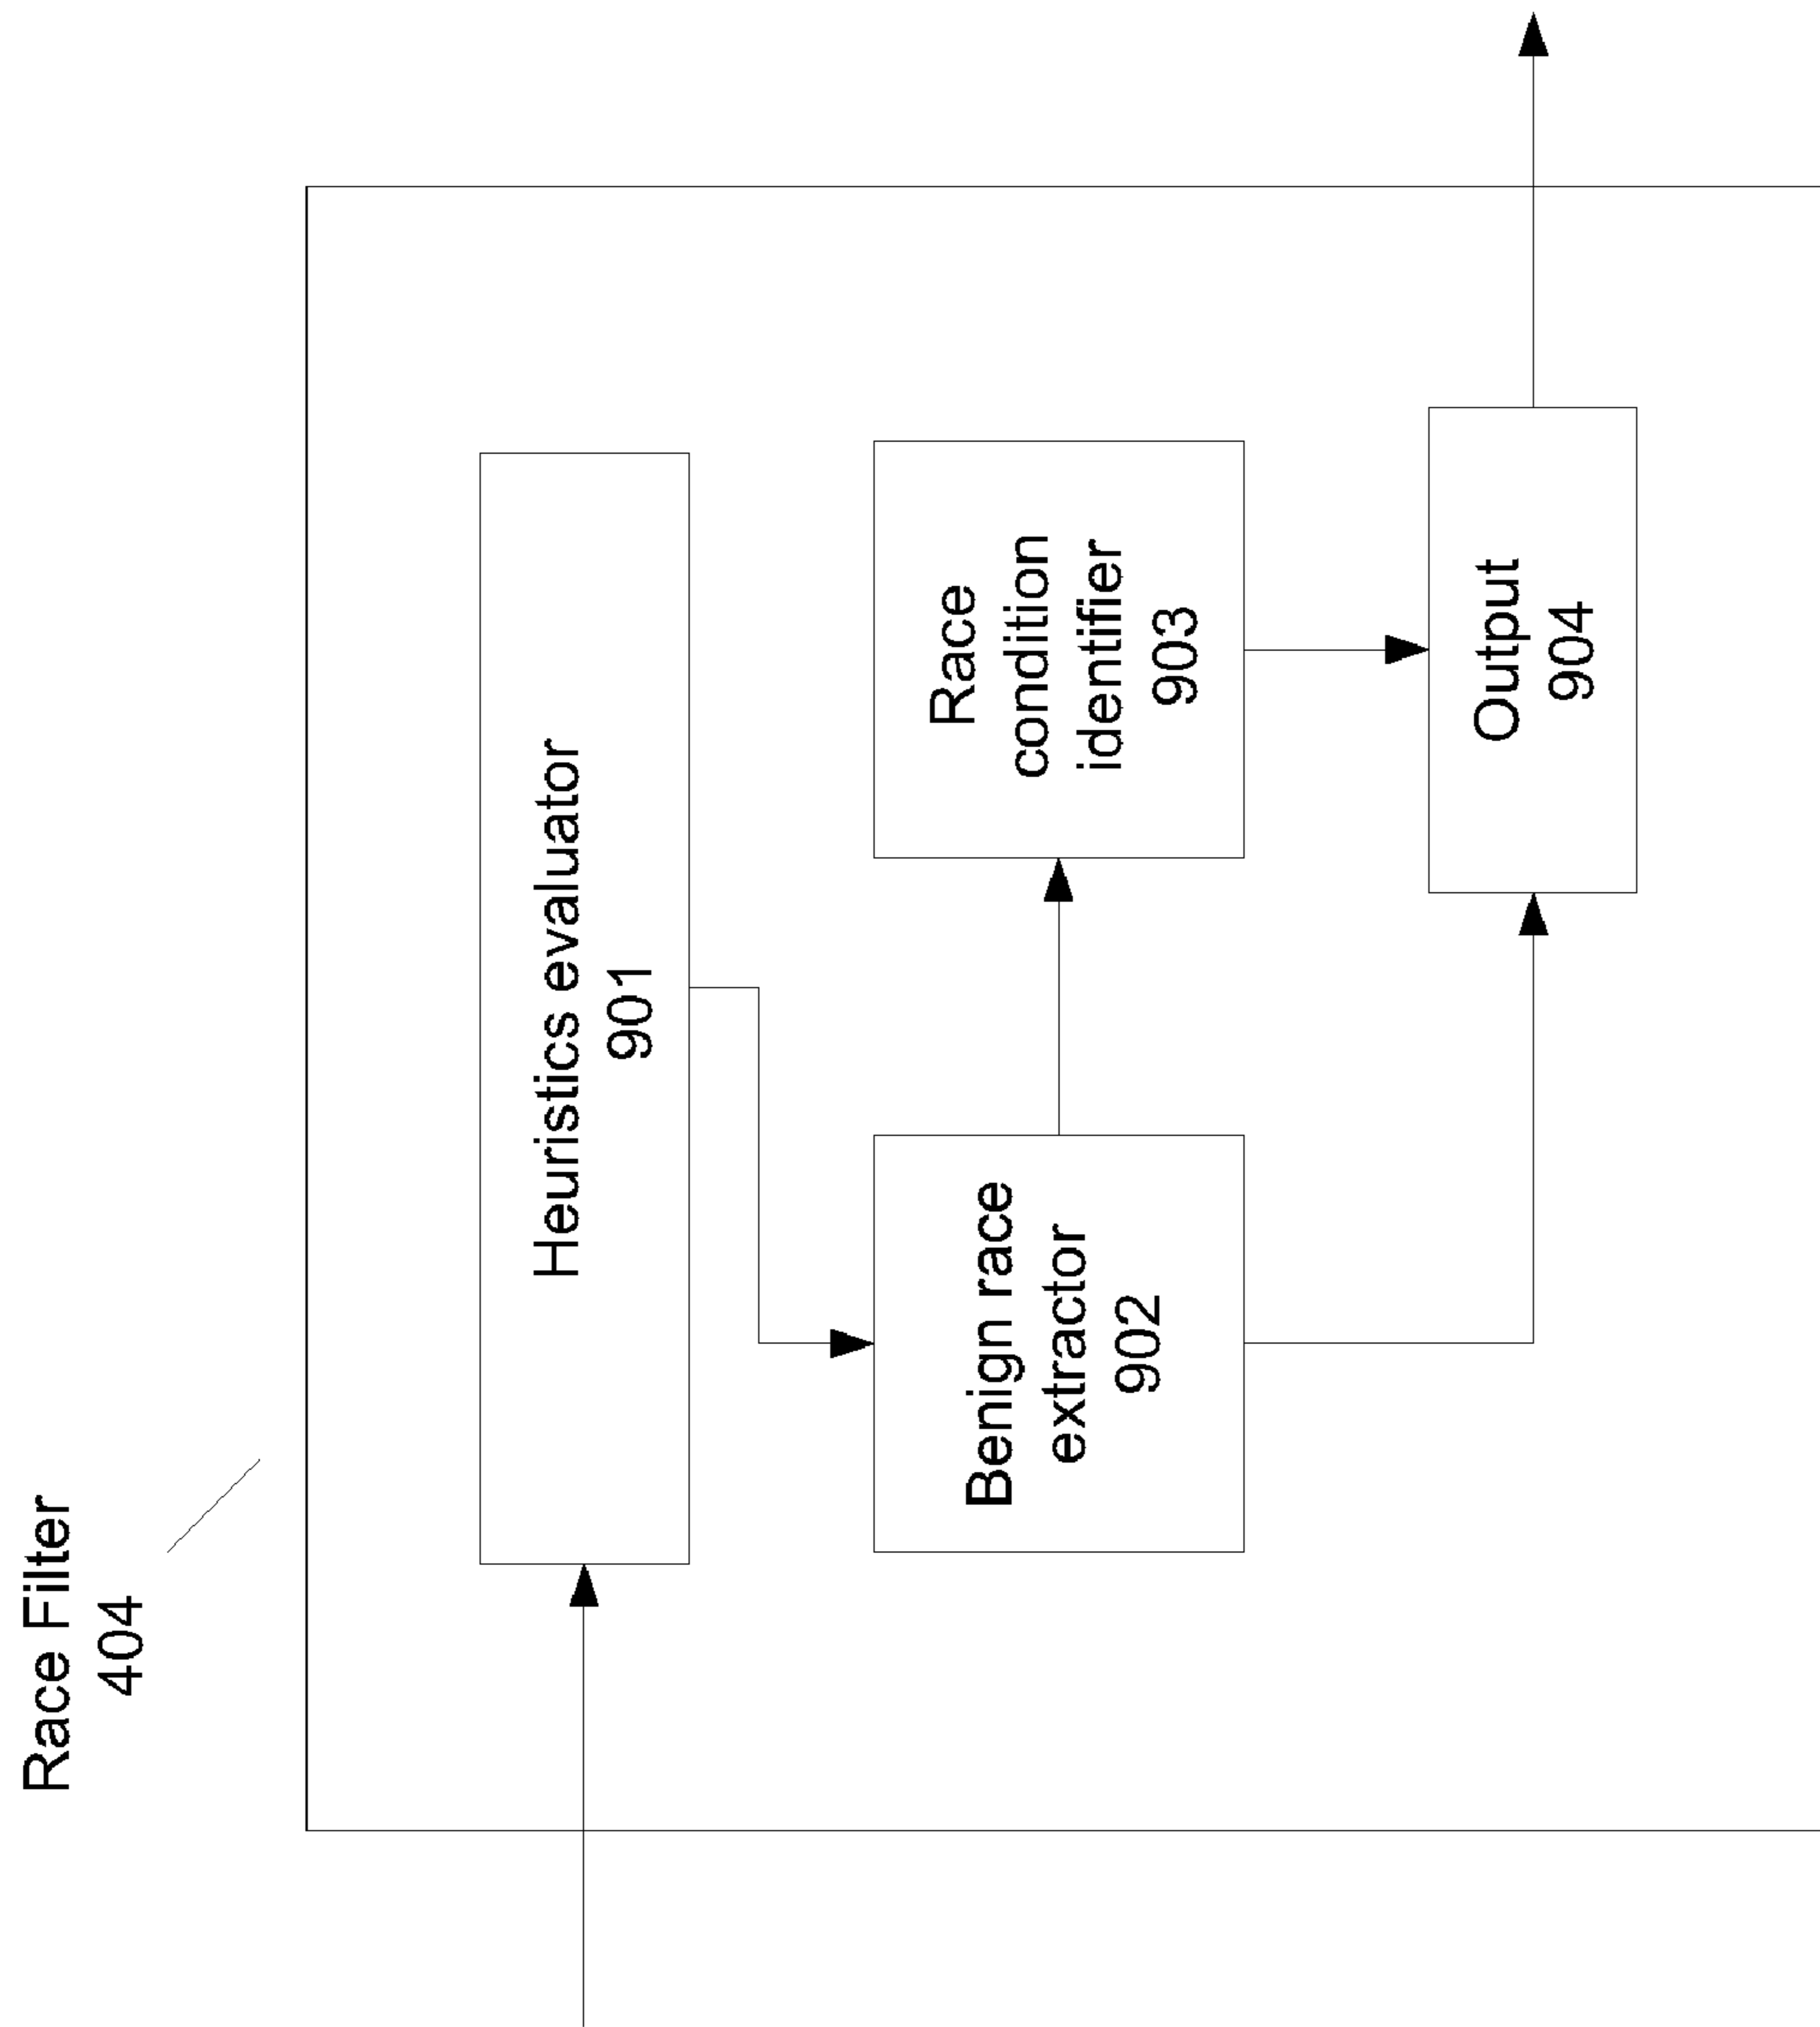 Race Filter
404
Heuristics evaluator
901
Benign race
extractor
902
Race
condition
identifier
903
Output
904